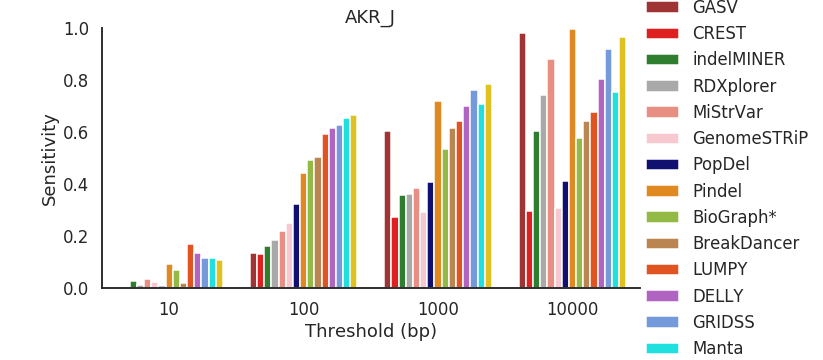 AKR_J
1.0
0.8
0.6
0.4
0.2
0.0
Sensitivity
10
100
1000
10000
Threshold (bp)
GASV
CREST
indelMINER
RDXplorer
MiStrVar
GenomeSTRiP
PopDel
Pindel
BioGraph*
BreakDancer
LUMPY
DELLY
GRIDSS
Manta